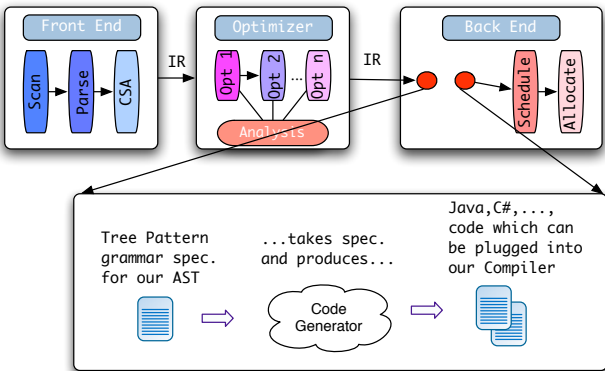 Front End
Optimizer
Back End
IR
IR
Scan
Parse
CSA
Opt 1
Opt 2
...
Opt n
Analysis
Schedule
Allocate
Tree Pattern
grammar spec.
for our AST
...takes spec.
and produces...
Code
Generator
Java,C#,...,
code which can
be plugged into
our Compiler